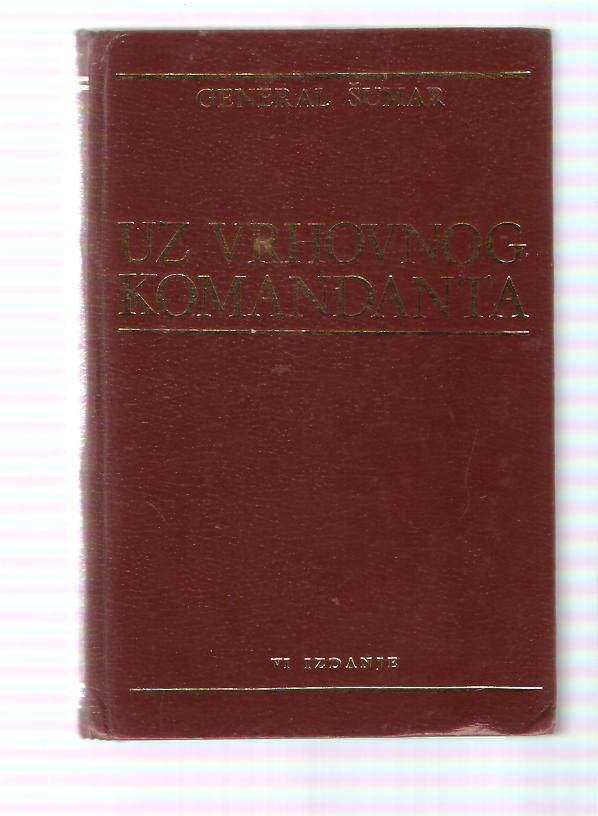 GENERAL ŠUMAR
UZ VRHOVNOG
KOMANDANTA
VI IZDANJE